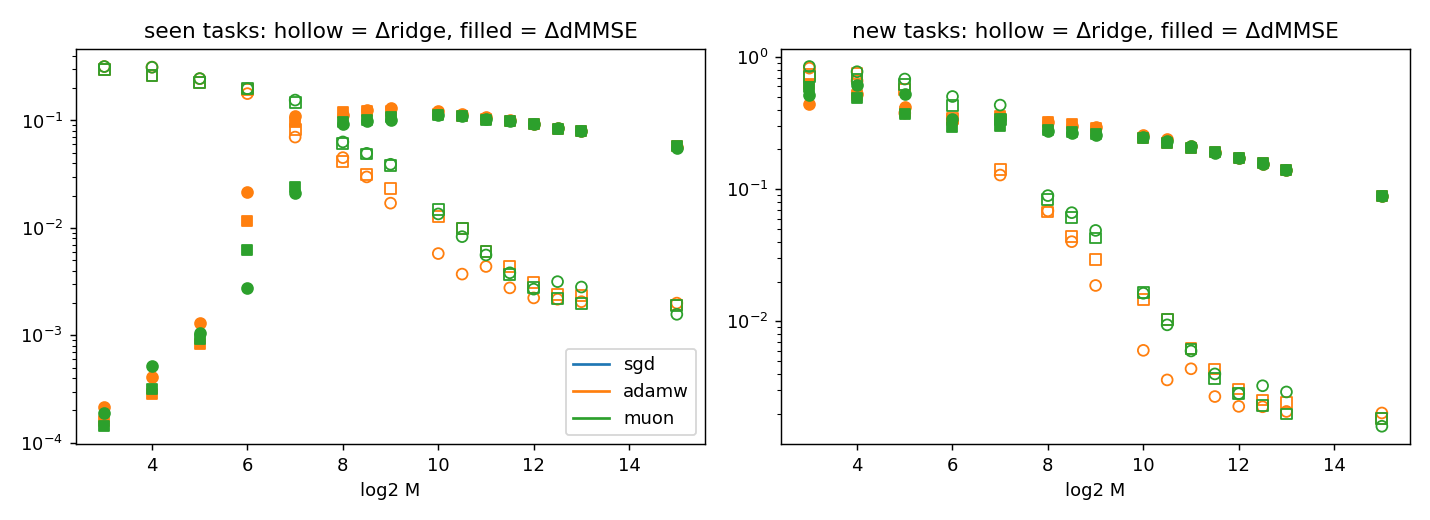 seen tasks: hollow = Δridge, filled = ΔdMMSE
10⁻¹
10⁻²
10⁻³
10⁻⁴
4 6 8 10 12 14
log2 M
sgd
adamw
muon
new tasks: hollow = Δridge, filled = ΔdMMSE
10⁰
10⁻¹
10⁻²
4 6 8 10 12 14
log2 M